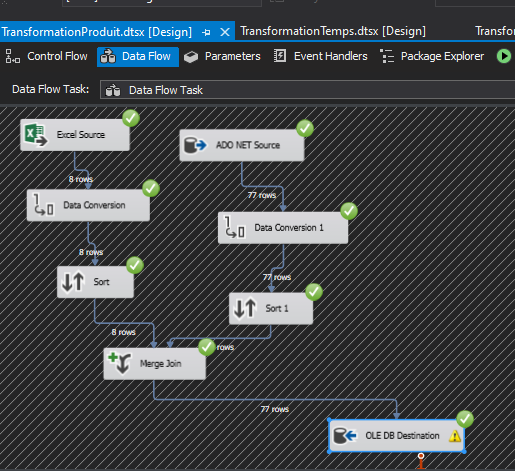 TransformationProduit.dtsx [Design]
TransformationTemps.dtsx [Design]
Control Flow
Data Flow
Parameters
Event Handlers
Package Explorer
Data Flow Task:
Data Flow Task
Excel Source
ADO NET Source
8 rows
77 rows
Data Conversion
Data Conversion 1
8 rows
77 rows
Sort
Sort 1
8 rows
rows
Merge Join
77 rows
OLE DB Destination